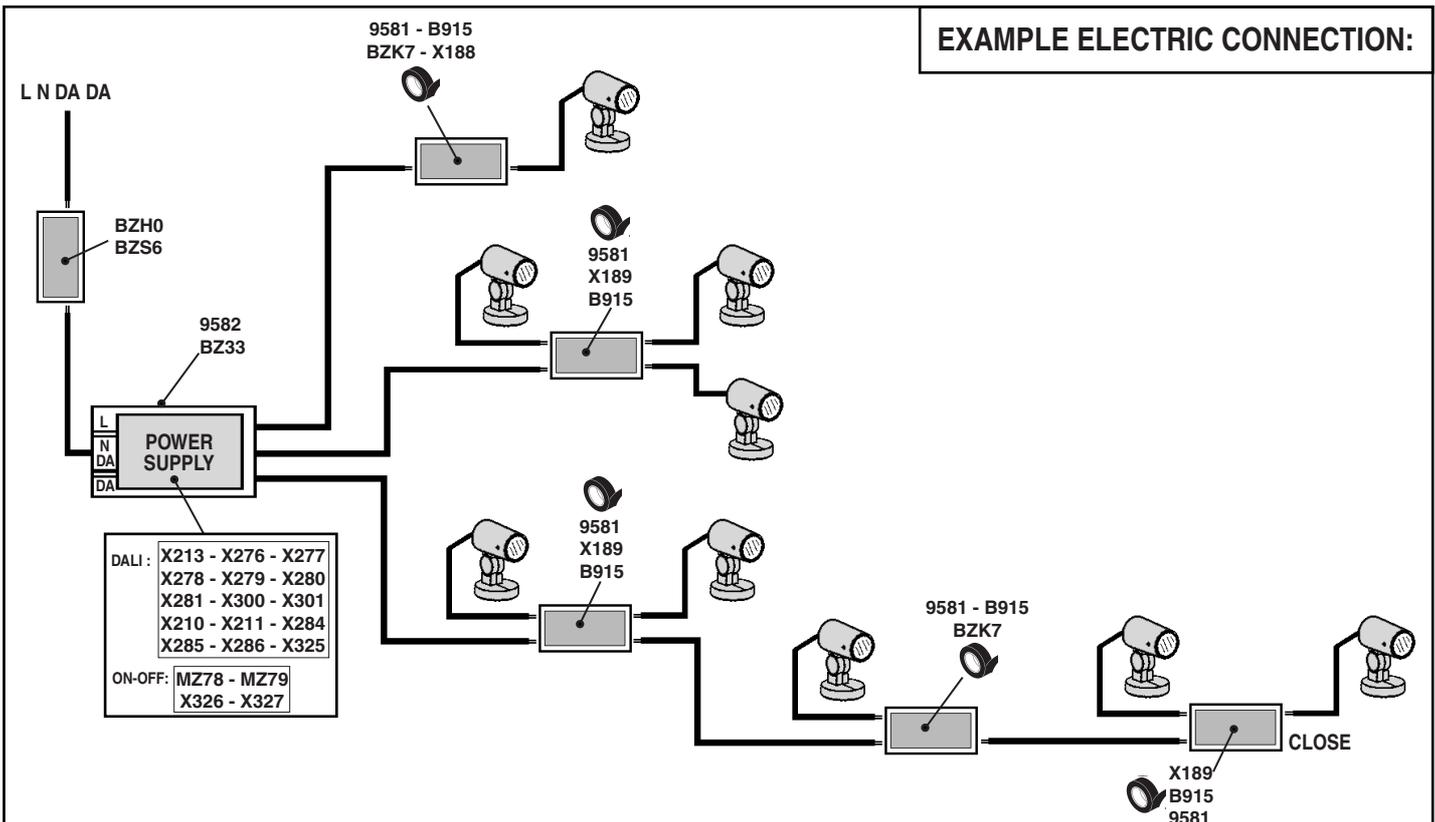 EXAMPLE ELECTRIC CONNECTION:
9581 - B915
BZK7 - X188
L N DA DA
BZH0
BZS6
9581
X189
B915
9582
BZ33
L
N
DA
DA
POWER
SUPPLY
9581
X189
B915
DALI :
X213 - X276 - X277
X278 - X279 - X280
X281 - X300 - X301
X210 - X211 - X284
X285 - X286 - X325
ON-OFF:
MZ78 - MZ79
X326 - X327
9581 - B915
BZK7
CLOSE
X189
B915
9581